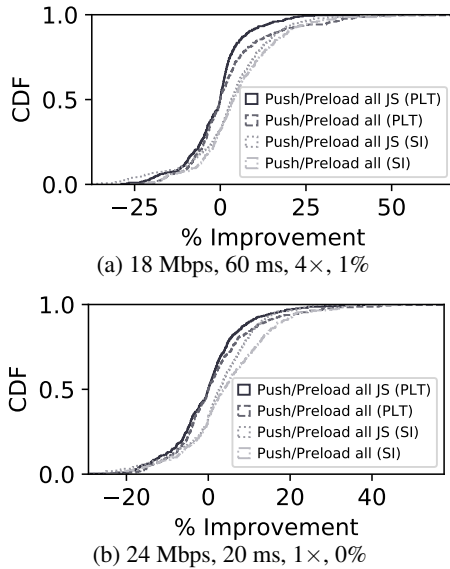 1.0
0.5
0.0
CDF
Push/Preload all JS (PLT)
Push/Preload all (PLT)
Push/Preload all JS (SI)
Push/Preload all (SI)
−25 0 25 50
% Improvement
(a) 18 Mbps, 60 ms, 4×, 1%
1.0
0.5
0.0
CDF
Push/Preload all JS (PLT)
Push/Preload all (PLT)
Push/Preload all JS (SI)
Push/Preload all (SI)
−20 0 20 40
% Improvement
(b) 24 Mbps, 20 ms, 1×, 0%